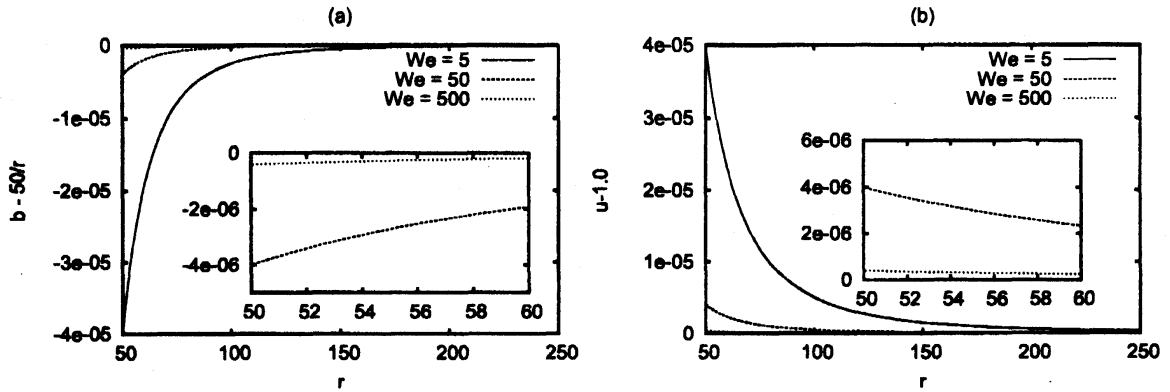 (a)
0
-1e-05
-2e-05
-3e-05
-4e-05
b - 50/r
50
100
150
200
250
r
We = 5
We = 50
We = 500
0
-2e-06
-4e-06
50
52
54
56
58
60
(b)
4e-05
3e-05
2e-05
1e-05
0
u-1.0
50
100
150
200
250
r
We = 5
We = 50
We = 500
6e-06
4e-06
2e-06
0
50
52
54
56
58
60